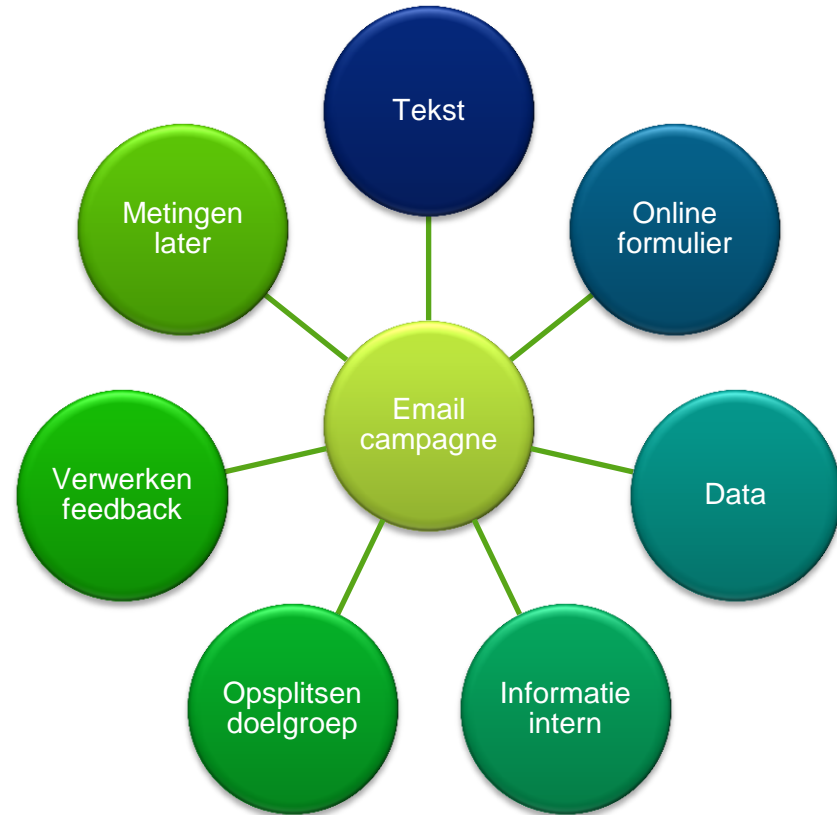 Tekst
Online
formulier
Data
Informatie
intern
Opsplitsen
doelgroep
Verwerken
feedback
Metingen
later
Email
campagne